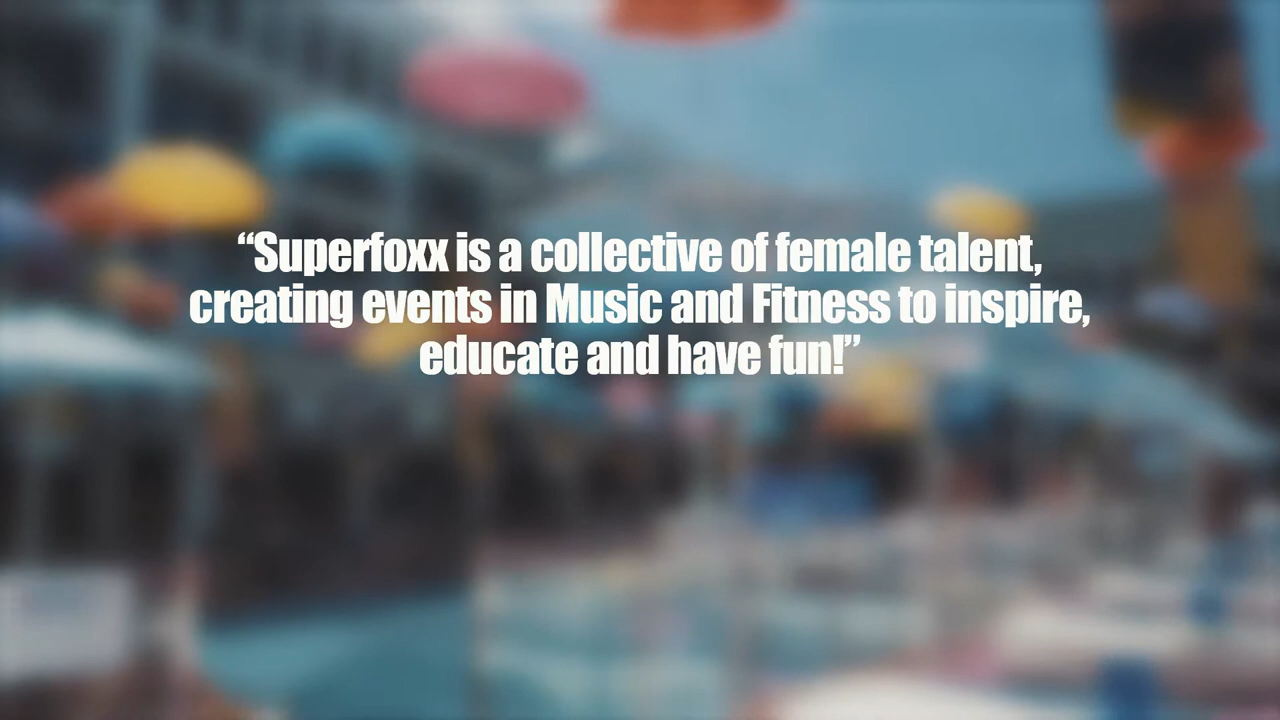 “Superfoxx is a collective of female talent,
creating events in Music and Fitness to inspire,
educate and have fun!”